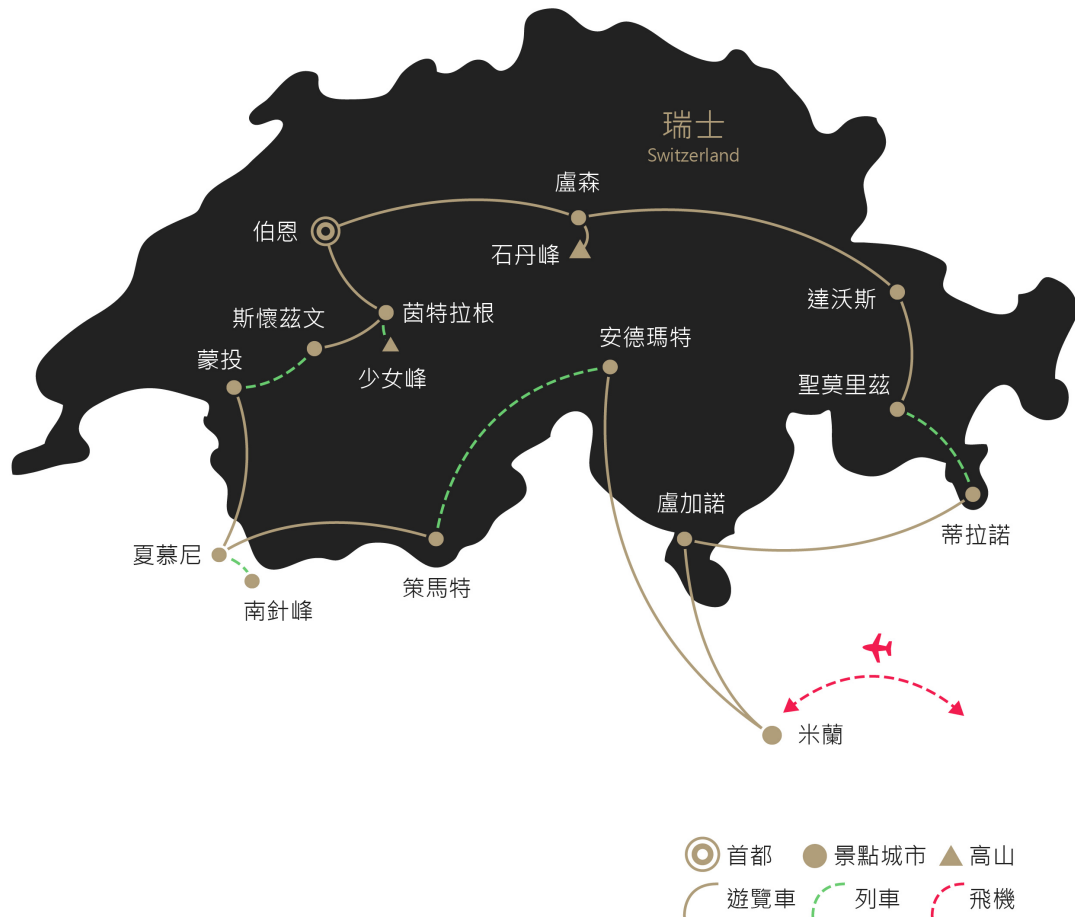 瑞士
Switzerland
盧森
伯恩
石丹峰
達沃斯
斯懷茲文
茵特拉根
安德瑪特
蒙投
少女峰
聖莫里茲
盧加諾
蒂拉諾
夏慕尼
策馬特
南針峰
米蘭
首都 景點城市 高山
遊覽車 列車 飛機